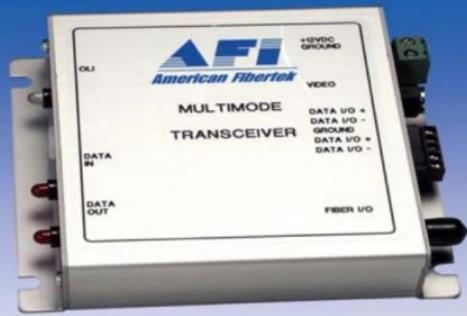 AFI
American Fibertek
MULTIMODE
TRANSCEIVER
OLI
DATA
IN
DATA
OUT
+12VDC
GROUND
VIDEO
DATA I/O +
DATA I/O -
GROUND
DATA I/O +
DATA I/O -
FIBER I/O